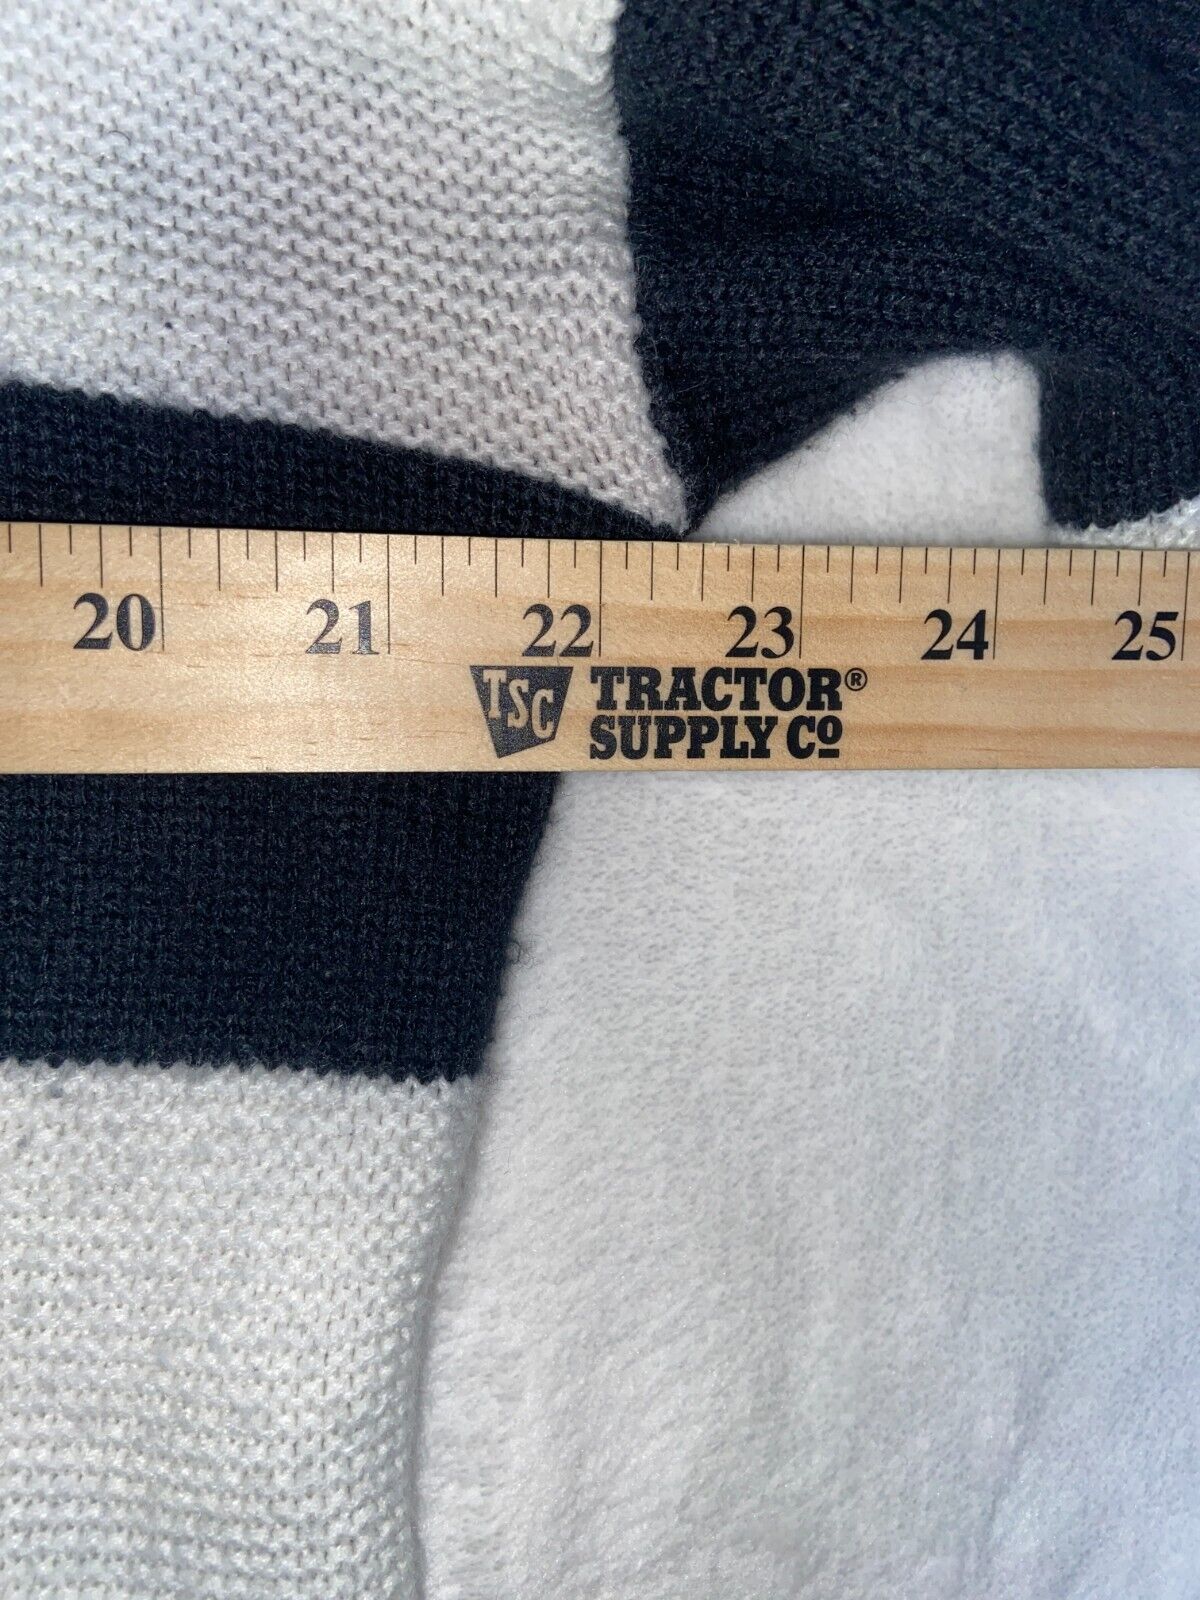 20 21 22 23 24 25
TSC TRACTOR®
SUPPLY Co